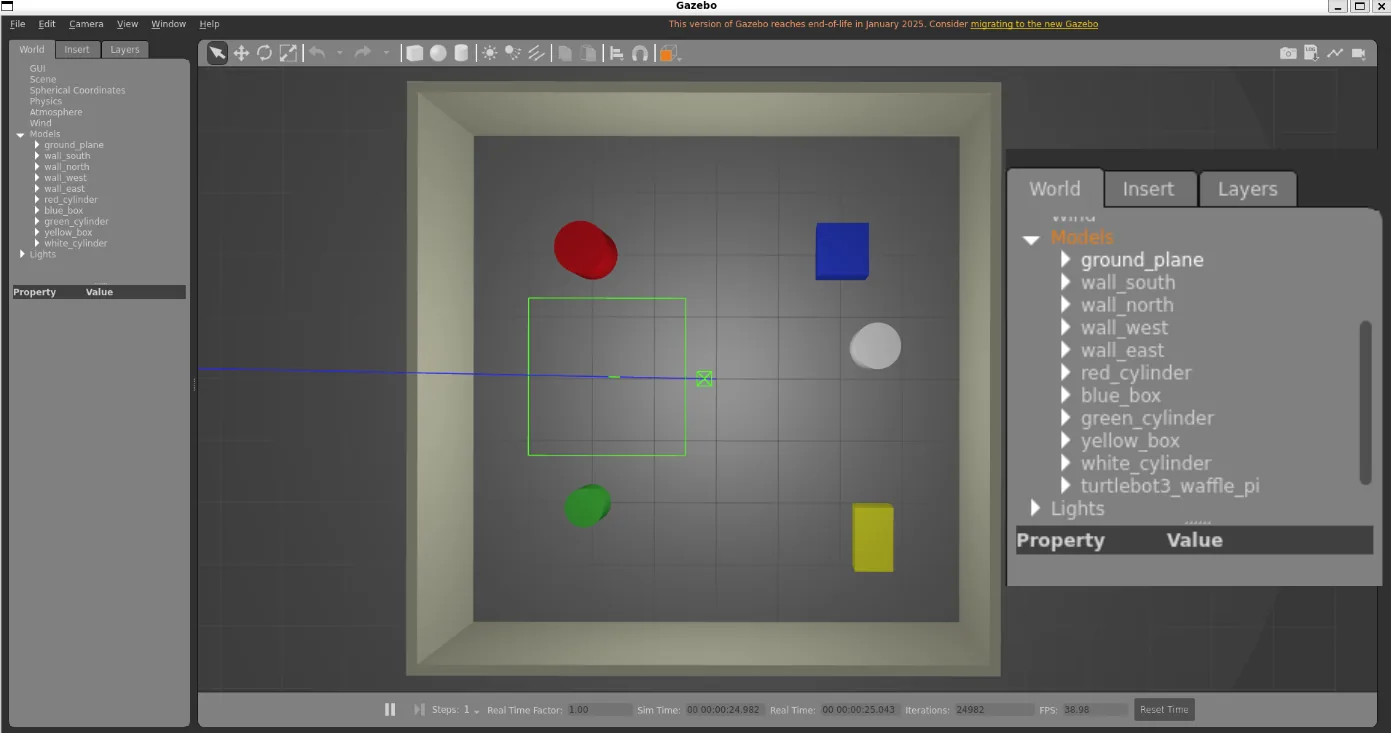 Gazebo
File Edit Camera View Window Help
This version of Gazebo reaches end-of-life in January 2025. Consider migrating to the new Gazebo
World Insert Layers
GUI
Scene
Spherical Coordinates
Physics
Atmosphere
Wind
Models
ground_plane
wall_south
wall_north
wall_west
wall_east
red_cylinder
blue_box
green_cylinder
yellow_box
white_cylinder
Lights
Property Value
LOG
World Insert Layers
Wind
Models
ground_plane
wall_south
wall_north
wall_west
wall_east
red_cylinder
blue_box
green_cylinder
yellow_box
white_cylinder
turtlebot3_waffle_pi
Lights
Property Value
Steps: 1 Real Time Factor: 1.00 Sim Time: 00 00:00:24.982 Real Time: 00 00:00:25.043 Iterations: 24982 FPS: 38.98 Reset Time